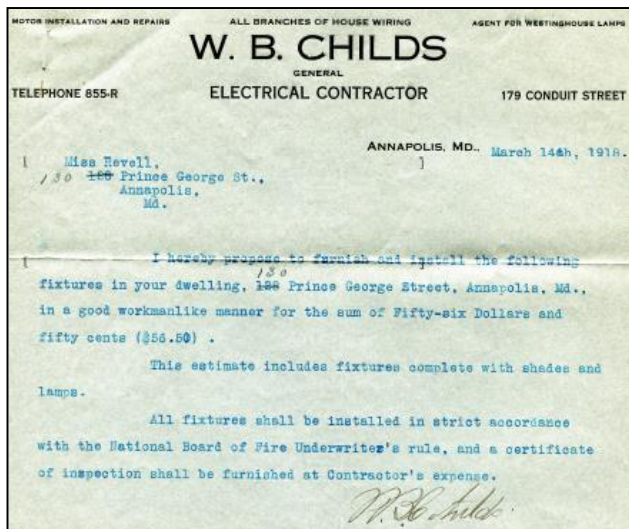 MOTOR INSTALLATION AND REPAIRS ALL BRANCHES OF HOUSE WIRING AGENT FOR WESTINGHOUSE LAMPS
W. B. CHILDS
GENERAL
TELEPHONE 855-R ELECTRICAL CONTRACTOR 179 CONDUIT STREET
ANNAPOLIS, MD., March 14th, 1918.
[ Miss Revell, ]
130 Prince George St.,
Annapolis,
Md.
[ I hereby propose to furnish and install the following ]
130
fixtures in your dwelling, Prince George Street, Annapolis, Md.,
in a good workmanlike manner for the sum of Fifty-six Dollars and
fifty cents ($56.50) .
This estimate includes fixtures complete with shades and
lamps.
All fixtures shall be installed in strict accordance
with the National Board of Fire Underwriter's rule, and a certificate
of inspection shall be furnished at Contractor's expense.
W. B. Childs.